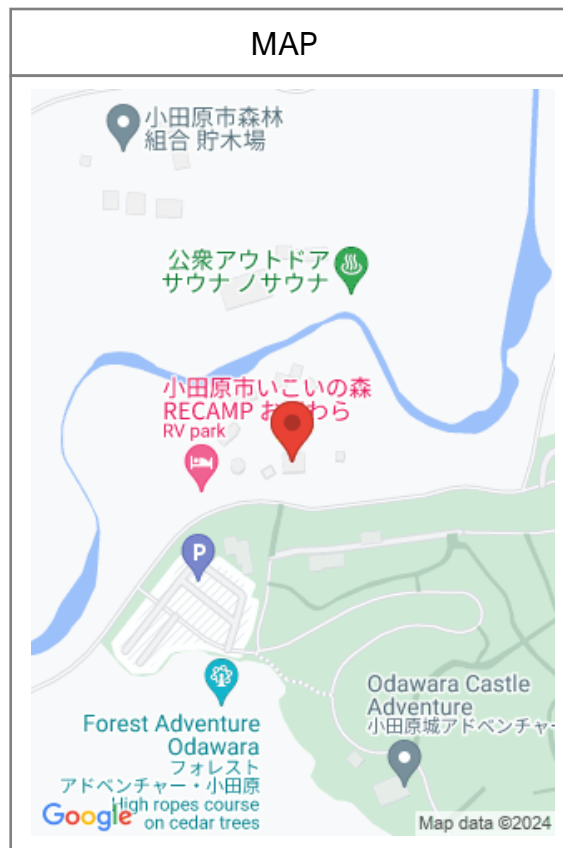 MAP
小田原市森林
組合 貯木場
公衆アウトドア
サウナ ノサウナ
小田原市いこいの森
RECAMP お わら
RV park
P
Odawara Castle
Adventure
小田原城アドベンチャー
Forest Adventure
Odawara
フォレスト
アドベンチャー・小田原
High ropes course
on cedar trees
Google
Map data ©2024